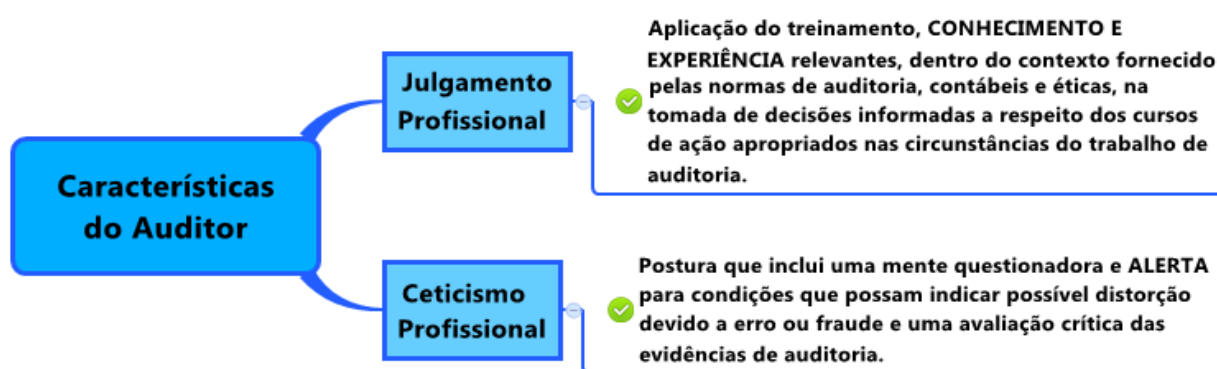 Características
do Auditor
Julgamento
Profissional
Aplicação do treinamento, CONHECIMENTO E
EXPERIÊNCIA relevantes, dentro do contexto fornecido
pelas normas de auditoria, contábeis e éticas, na
tomada de decisões informadas a respeito dos cursos
de ação apropriados nas circunstâncias do trabalho de
auditoria.
Ceticismo
Profissional
Postura que inclui uma mente questionadora e ALERTA
para condições que possam indicar possível distorção
devido a erro ou fraude e uma avaliação crítica das
evidências de auditoria.